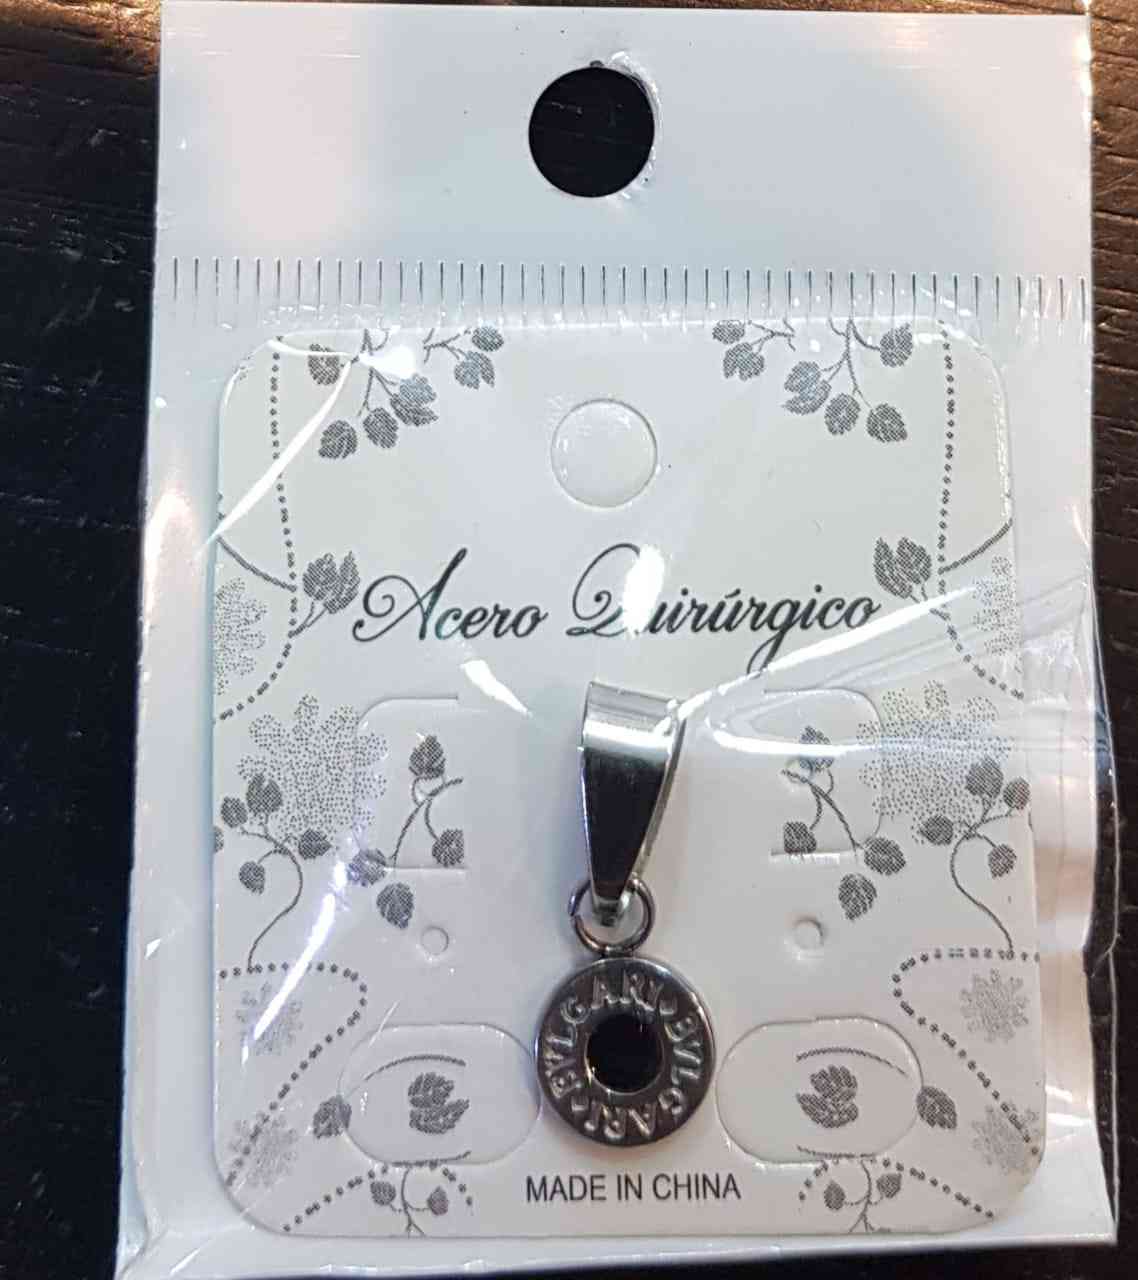 Acero Quirúrgico
BVLGARI•BVLGARI•
MADE IN CHINA